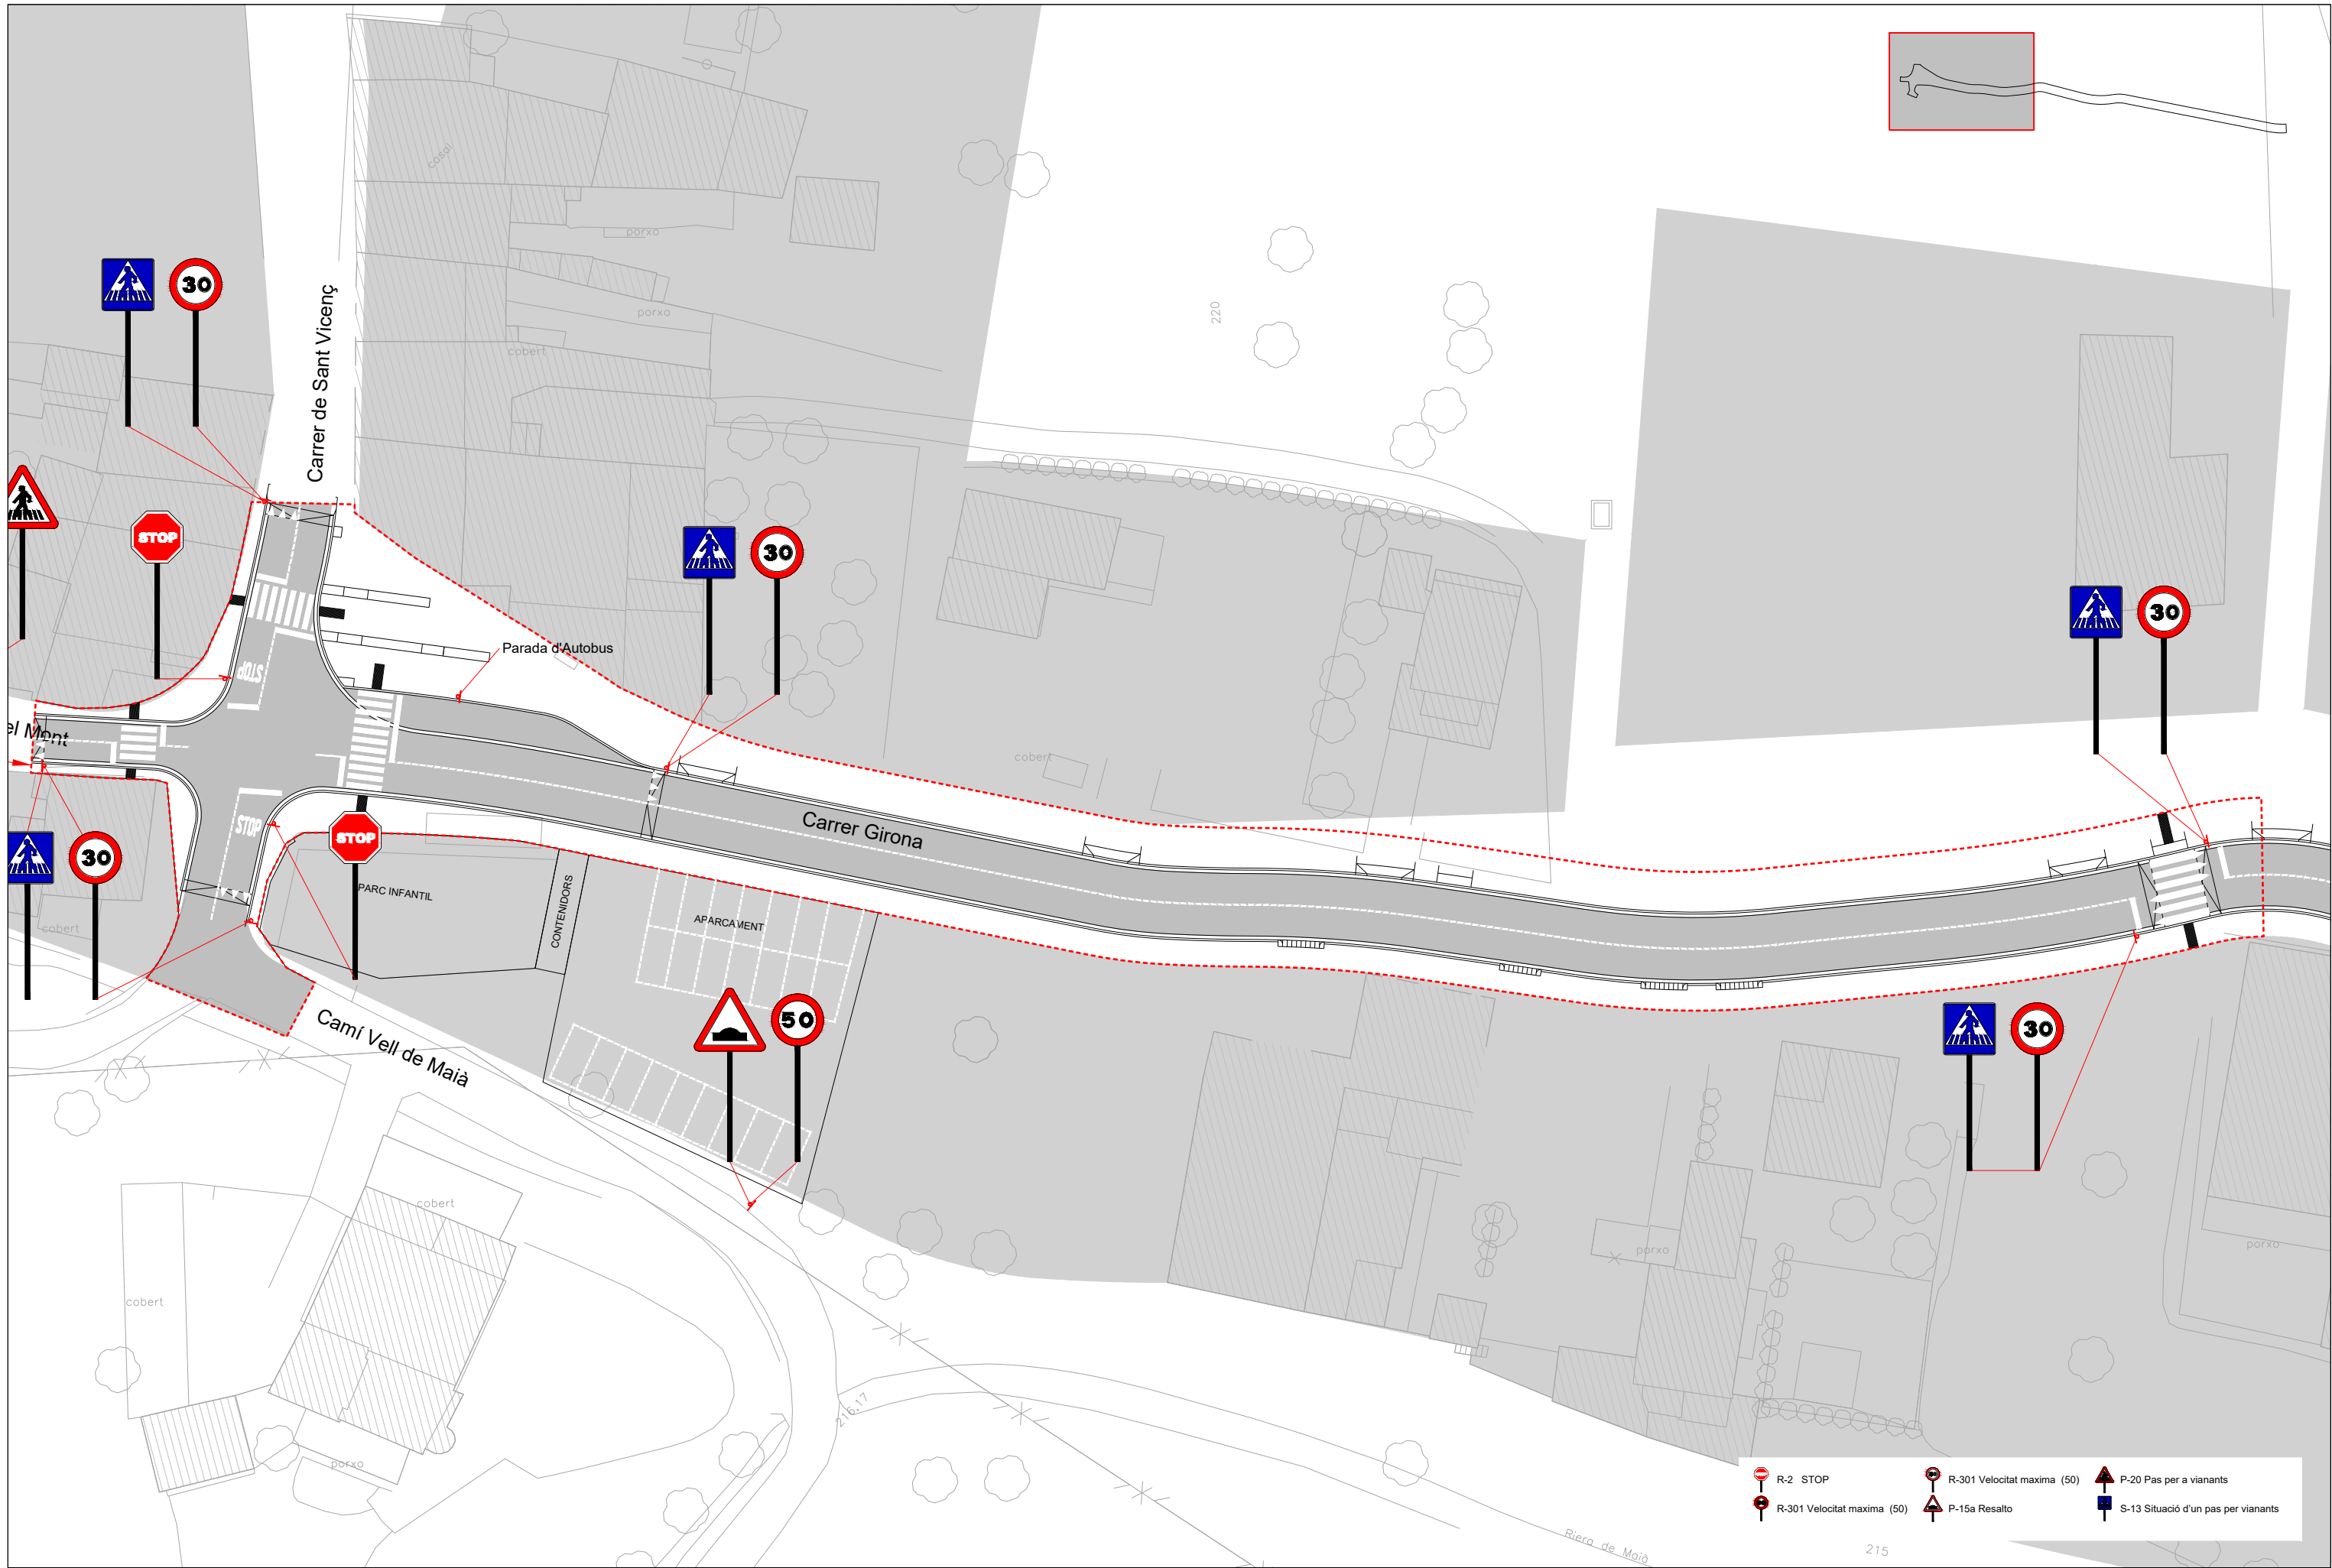 casal
porxo
220
30
Carrer de Sant Vicenç
porxo
cobert
STOP
30
30
Parada d'Autobus
STOP
el Mont
cobert
Carrer Girona
STOP
STOP
30
PARC INFANTIL
CONTENIDORS
APARCAMENT
cobert
50
30
Camí Vell de Maià
cobert
porxo
porxo
cobert
216,17
porxo
R-2 STOP
R-301 Velocitat maxima (50)
P-20 Pas per a vianants
R-301 Velocitat maxima (50)
P-15a Resalto
S-13 Situació d'un pas per vianants
Riera de Maià
215